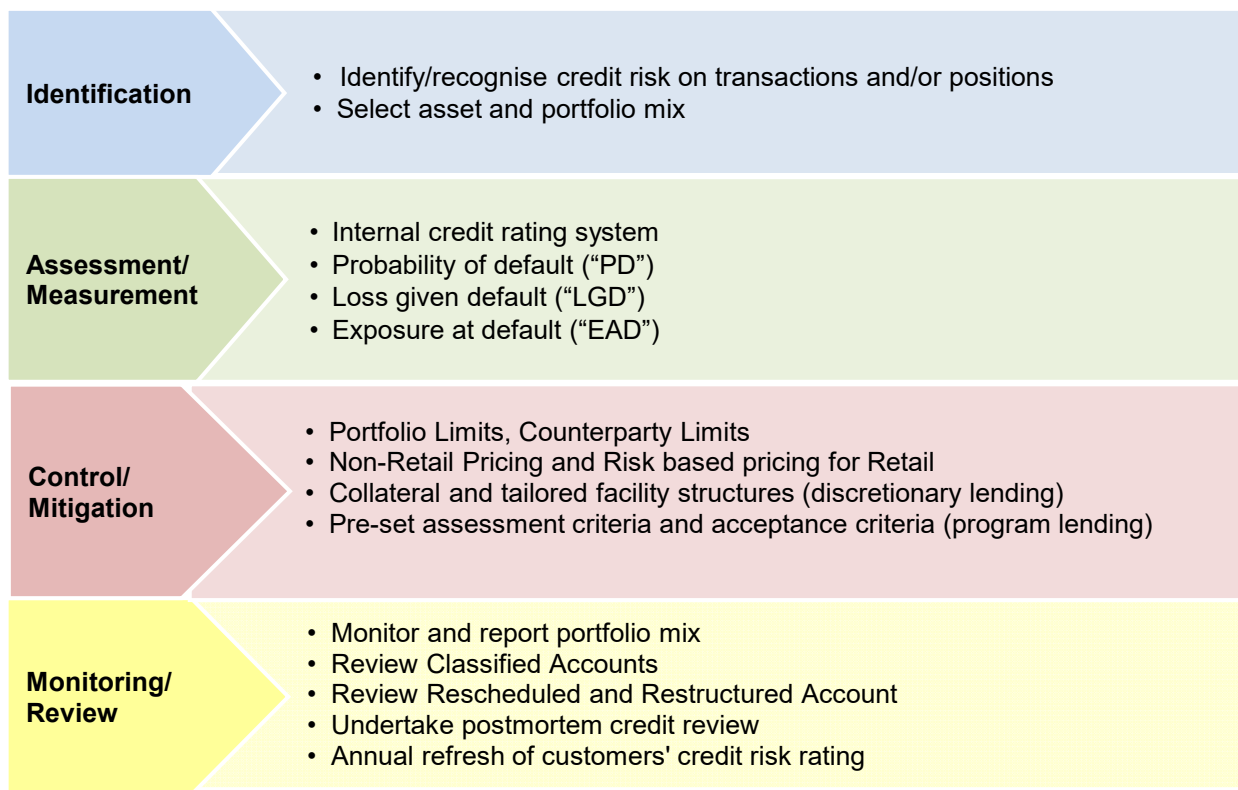 Identification
• Identify/recognise credit risk on transactions and/or positions
• Select asset and portfolio mix
Assessment/
Measurement
• Internal credit rating system
• Probability of default (“PD”)
• Loss given default (“LGD”)
• Exposure at default (“EAD”)
Control/
Mitigation
• Portfolio Limits, Counterparty Limits
• Non-Retail Pricing and Risk based pricing for Retail
• Collateral and tailored facility structures (discretionary lending)
• Pre-set assessment criteria and acceptance criteria (program lending)
Monitoring/
Review
• Monitor and report portfolio mix
• Review Classified Accounts
• Review Rescheduled and Restructured Account
• Undertake postmortem credit review
• Annual refresh of customers' credit risk rating